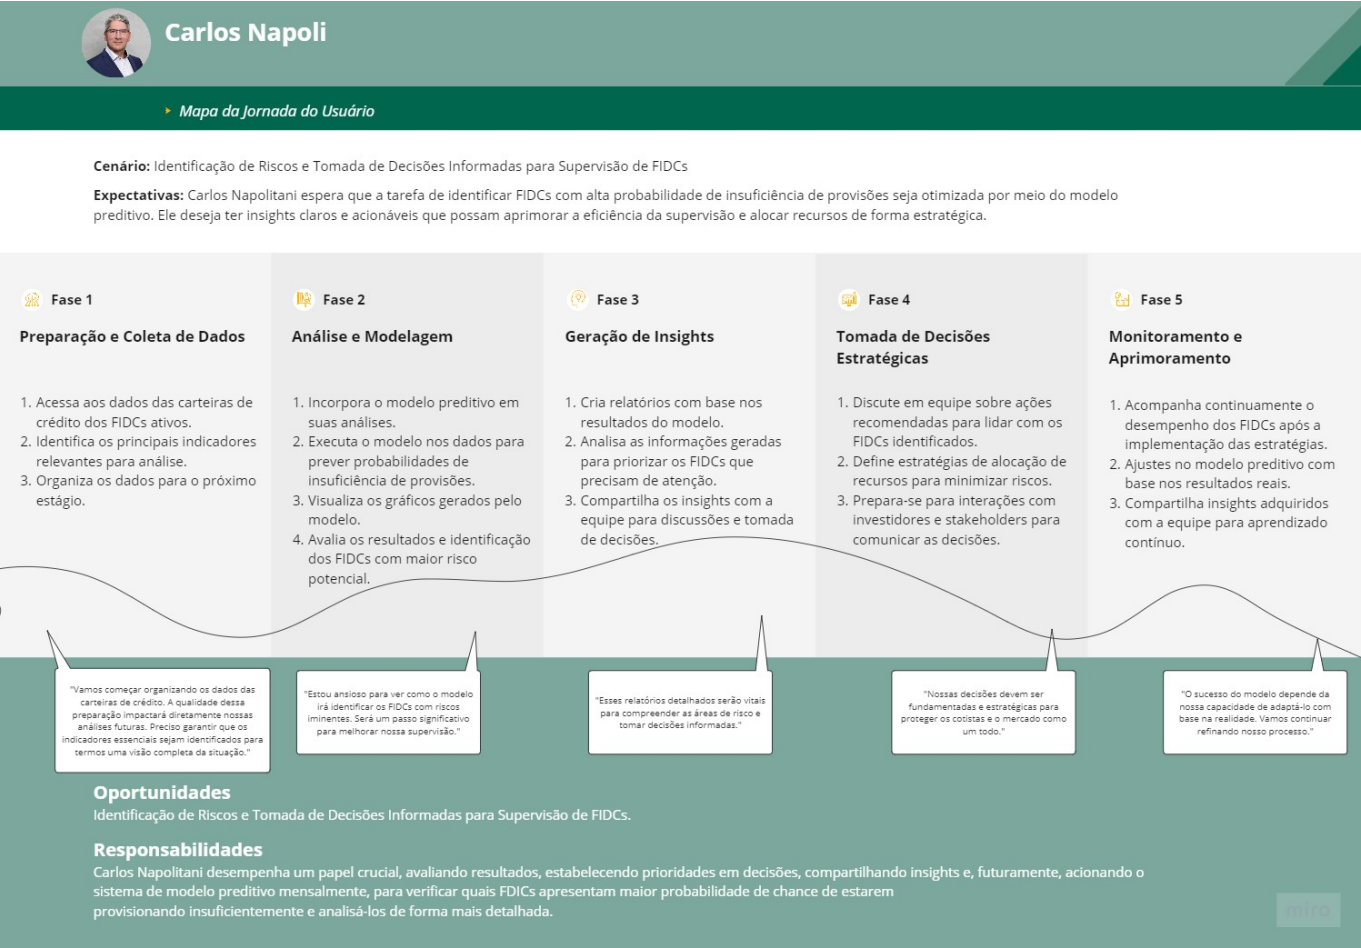 Carlos Napoli
Mapa da Jornada do Usuário
Cenário: Identificação de Riscos e Tomada de Decisões Informadas para Supervisão de FIDCs
Expectativas: Carlos Napolitani espera que a tarefa de identificar FIDCs com alta probabilidade de insuficiência de provisões seja otimizada por meio do modelo
preditivo. Ele deseja ter insights claros e acionáveis que possam aprimorar a eficiência da supervisão e alocar recursos de forma estratégica.
Fase 1
Preparação e Coleta de Dados
1. Acessa aos dados das carteiras de
crédito dos FIDCs ativos.
2. Identifica os principais indicadores
relevantes para análise.
3. Organiza os dados para o próximo
estágio.
Fase 2
Análise e Modelagem
1. Incorpora o modelo preditivo em
suas análises.
2. Executa o modelo nos dados para
prever probabilidades de
insuficiência de provisões.
3. Visualiza os gráficos gerados pelo
modelo.
4. Avalia os resultados e identificação
dos FIDCs com maior risco
potencial.
Fase 3
Geração de Insights
1. Cria relatórios com base nos
resultados do modelo.
2. Analisa as informações geradas
para priorizar os FIDCs que
precisam de atenção.
3. Compartilha os insights com a
equipe para discussões e tomada
de decisões.
Fase 4
Tomada de Decisões
Estratégicas
1. Discute em equipe sobre ações
recomendadas para lidar com os
FIDCs identificados.
2. Define estratégias de alocação de
recursos para minimizar riscos.
3. Prepara-se para interações com
investidores e stakeholders para
comunicar as decisões.
Fase 5
Monitoramento e
Aprimoramento
1. Acompanha continuamente o
desempenho dos FIDCs após a
implementação das estratégias.
2. Ajustes no modelo preditivo com
base nos resultados reais.
3. Compartilha insights adquiridos
com a equipe para aprendizado
contínuo.
"Vamos começar organizando os dados das
carteiras de crédito. A qualidade dessa
preparação impactará diretamente nossas
análises futuras. Preciso garantir que os
indicadores essenciais sejam identificados para
termos uma visão completa da situação."
"Estou ansioso para ver como o modelo
irá identificar os FIDCs com riscos
iminentes. Será um passo significativo
para melhorar nossa supervisão."
"Esses relatórios detalhados serão vitais
para compreender as áreas de risco e
tomar decisões informadas."
"Nossas decisões devem ser
fundamentadas e estratégicas para
proteger os cotistas e o mercado como
um todo."
"O sucesso do modelo depende da
nossa capacidade de adaptá-lo com
base na realidade. Vamos continuar
refinando nosso processo."
Oportunidades
Identificação de Riscos e Tomada de Decisões Informadas para Supervisão de FIDCs.
Responsabilidades
Carlos Napolitani desempenha um papel crucial, avaliando resultados, estabelecendo prioridades em decisões, compartilhando insights e, futuramente, acionando o
sistema de modelo preditivo mensalmente, para verificar quais FDICs apresentam maior probabilidade de chance de estarem
provisionando insuficientemente e analisá-los de forma mais detalhada.
miro